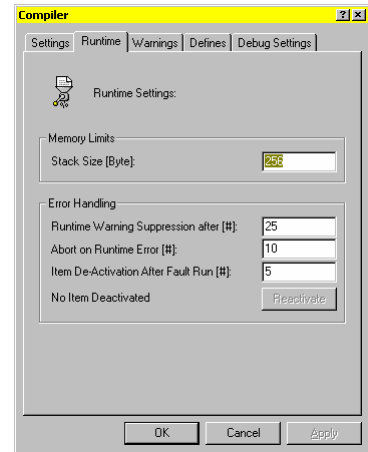 Compiler
Settings Runtime Warnings Defines Debug Settings
Runtime Settings:
Memory Limits
Stack Size [Byte]: 256
Error Handling
Runtime Warning Suppression after [#]: 25
Abort on Runtime Error [#]: 10
Item De-Activation After Fault Run [#]: 5
No Item Deactivated Reactivate
OK Cancel Apply